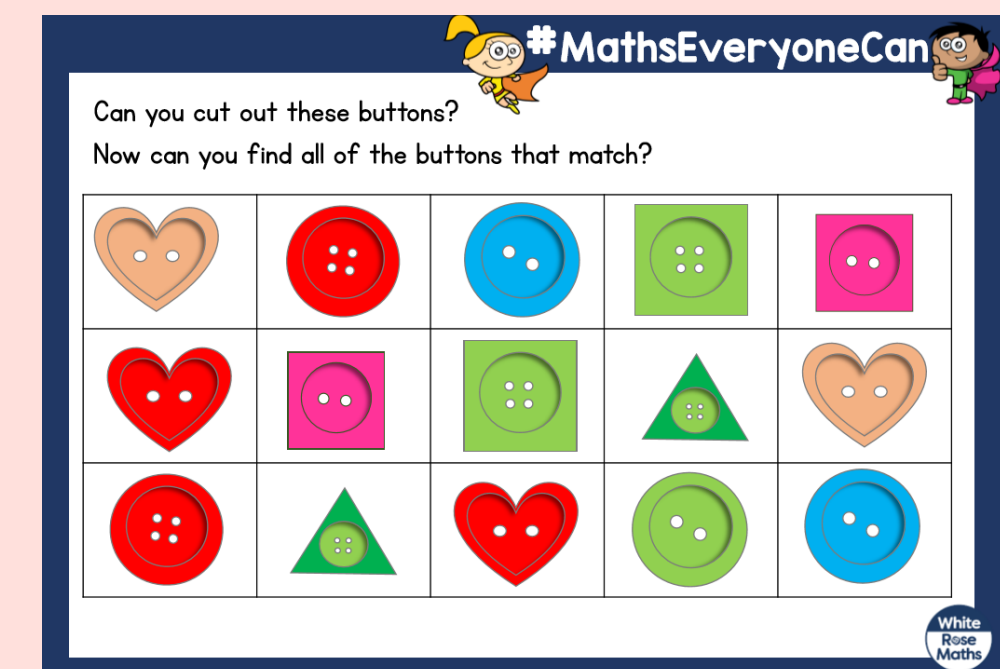 #MathsEveryoneCan
Can you cut out these buttons?
Now can you find all of the buttons that match?
White
Rose
Maths